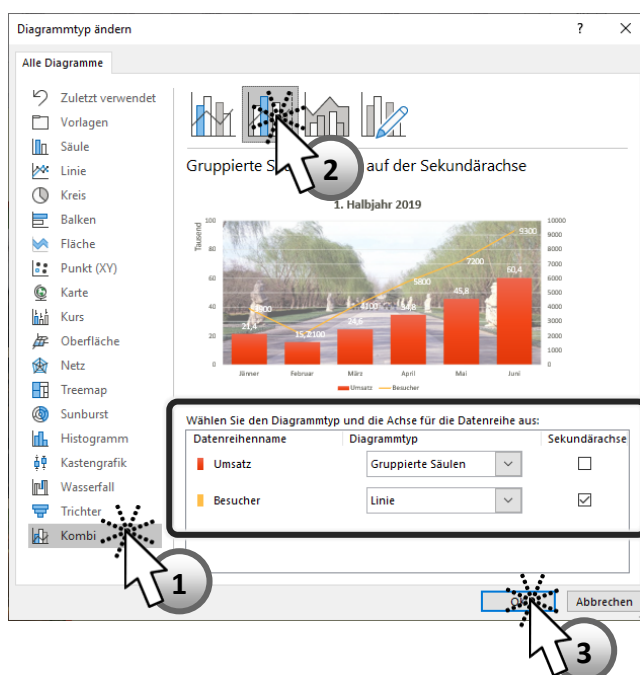 Diagrammtyp ändern ? ×
Alle Diagramme
Zuletzt verwendet
Vorlagen
Säule
Linie
Kreis
Balken
Fläche
Punkt (XY)
Karte
Kurs
Oberfläche
Netz
Treemap
Sunburst
Histogramm
Kastengrafik
Wasserfall
Trichter
Kombi
1
2
Gruppierte auf der Sekundärachse
1. Halbjahr 2019
Tausend
100
80
60
40
20
0
10000
9000
8000
7000
6000
5000
4000
3000
2000
1000
0
21,4
15,2
24,6
34,8
45,8
60,4
2100
4100
5800
7200
9300
Jänner Februar März April Mai Juni
Umsatz Besucher
Wählen Sie den Diagrammtyp und die Achse für die Datenreihe aus:
Datenreihenname Diagrammtyp Sekundärachse
Umsatz Gruppierte Säulen
Besucher Linie
Abbrechen
3